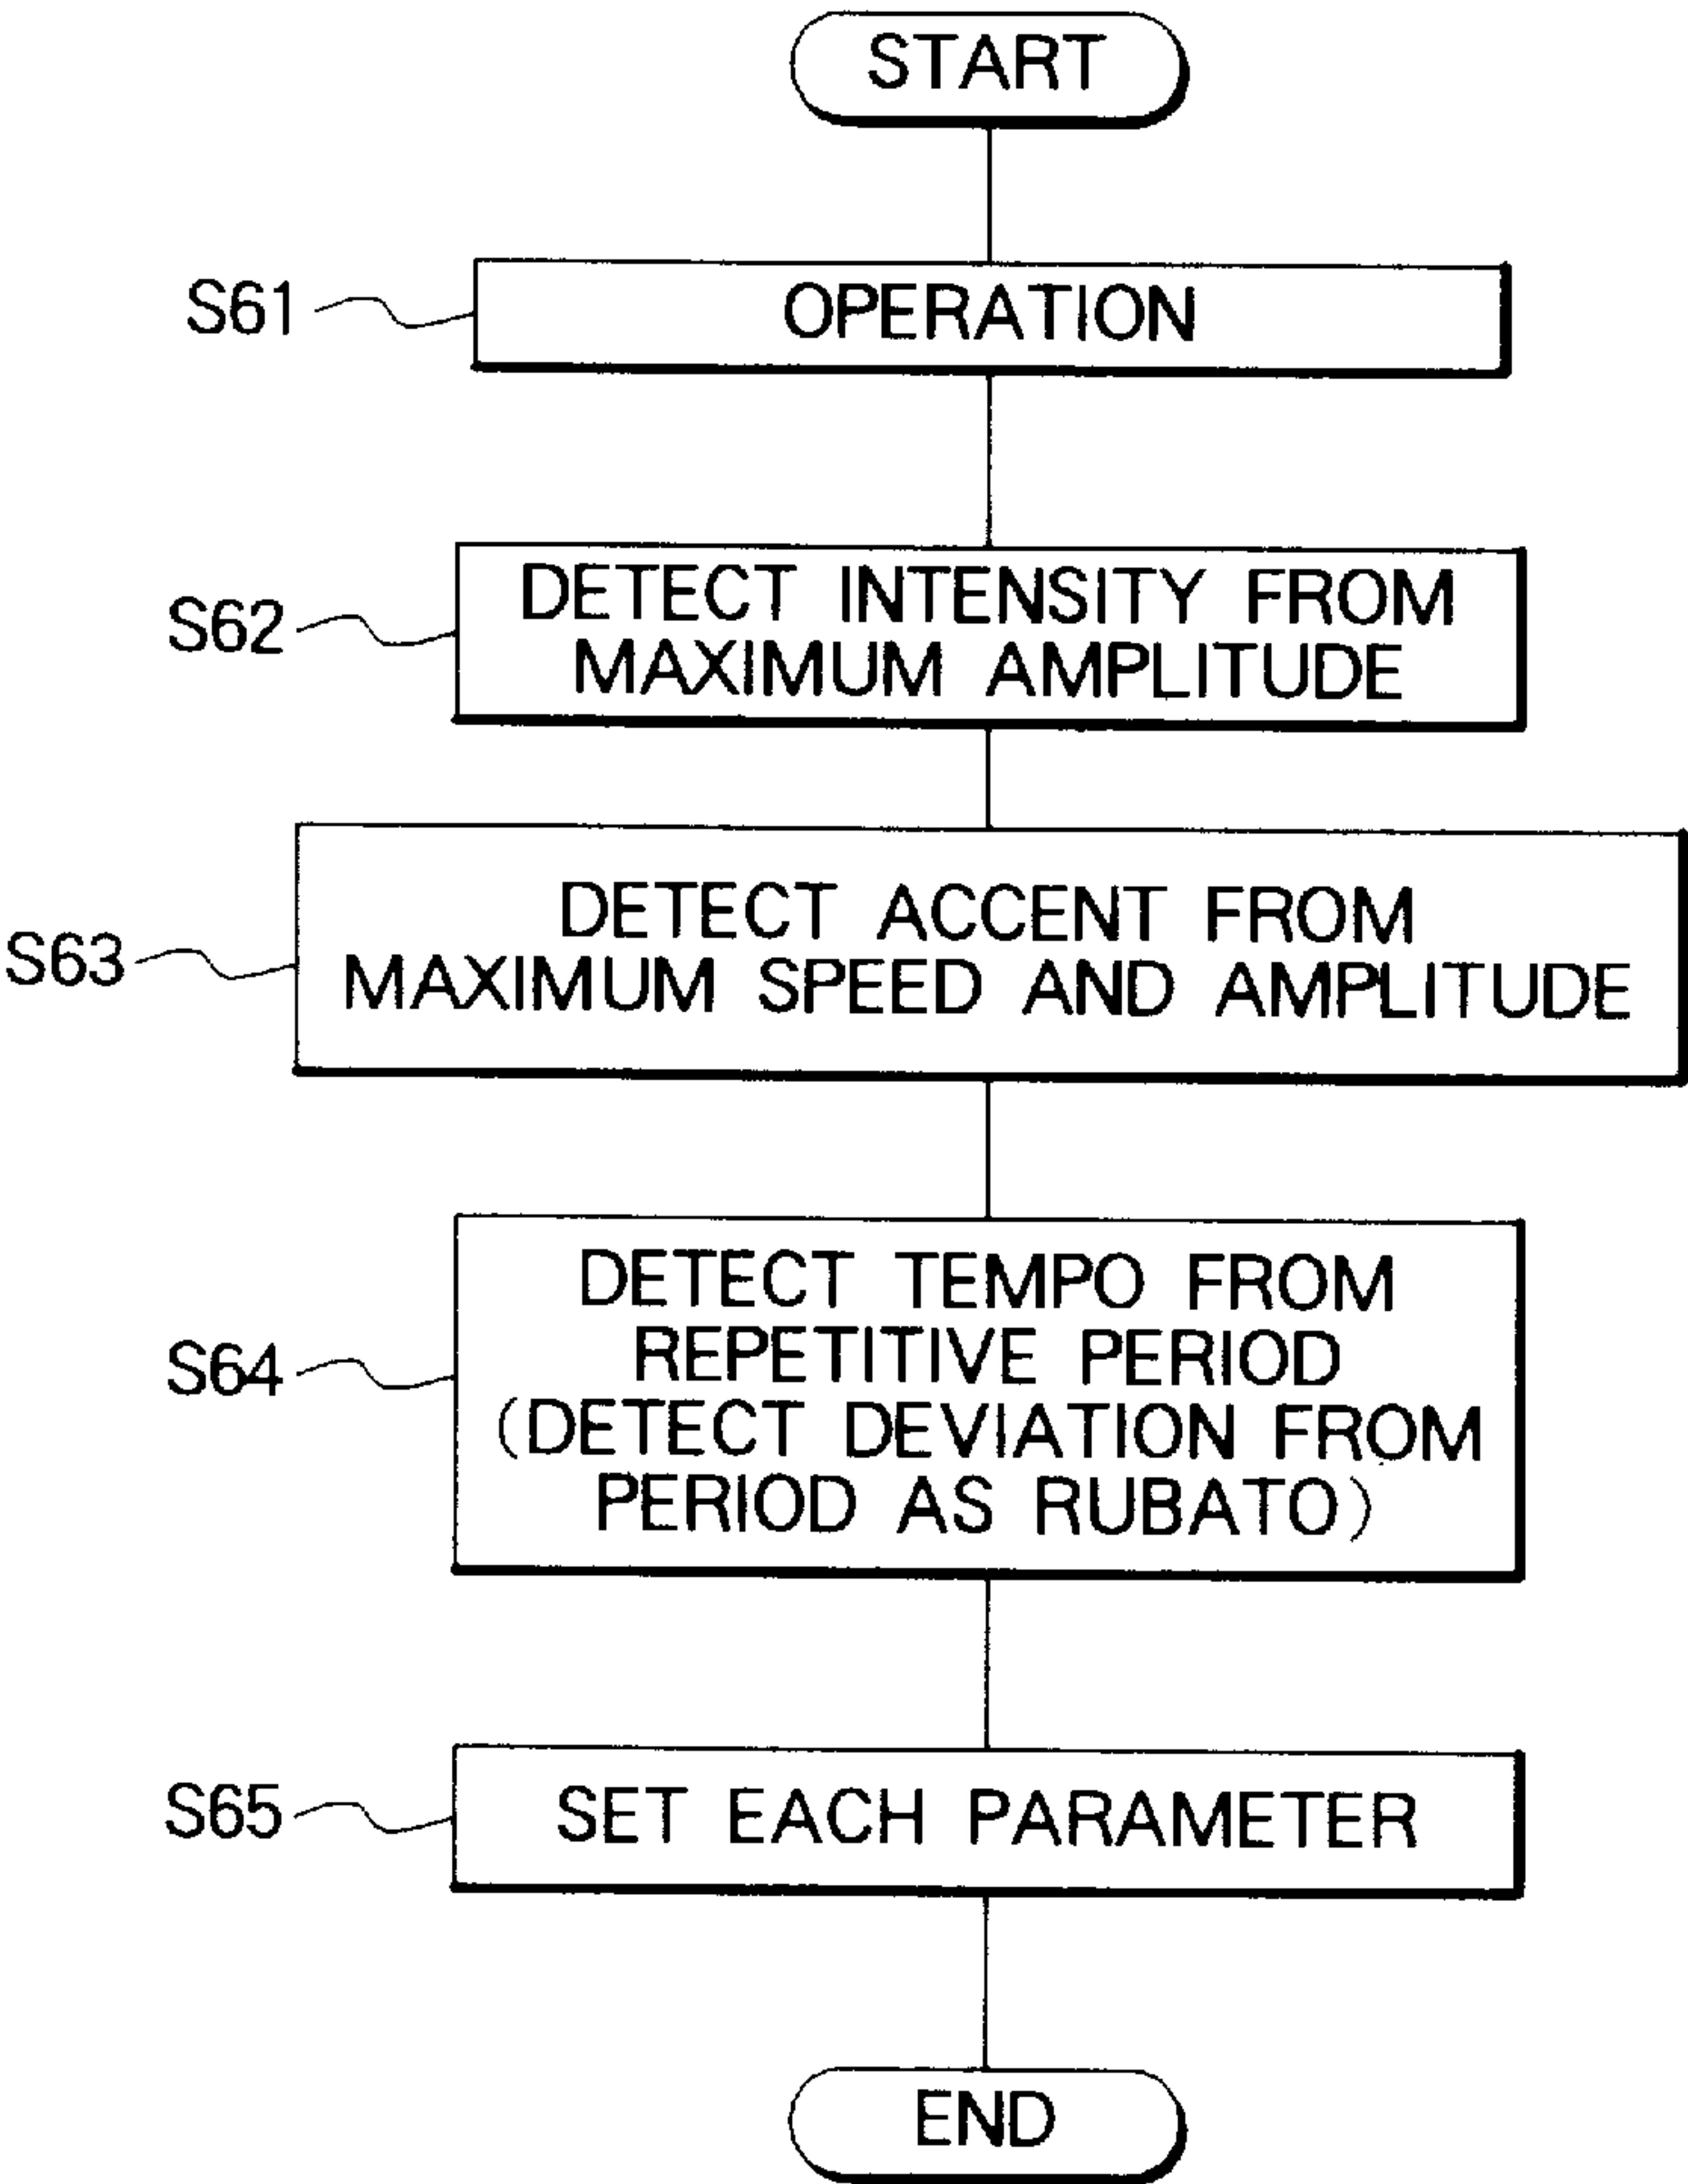 START
S61
OPERATION
S62
DETECT INTENSITY FROM
MAXIMUM AMPLITUDE
S63
DETECT ACCENT FROM
MAXIMUM SPEED AND AMPLITUDE
S64
DETECT TEMPO FROM
REPETITIVE PERIOD
(DETECT DEVIATION FROM
PERIOD AS RUBATO)
S65
SET EACH PARAMETER
END